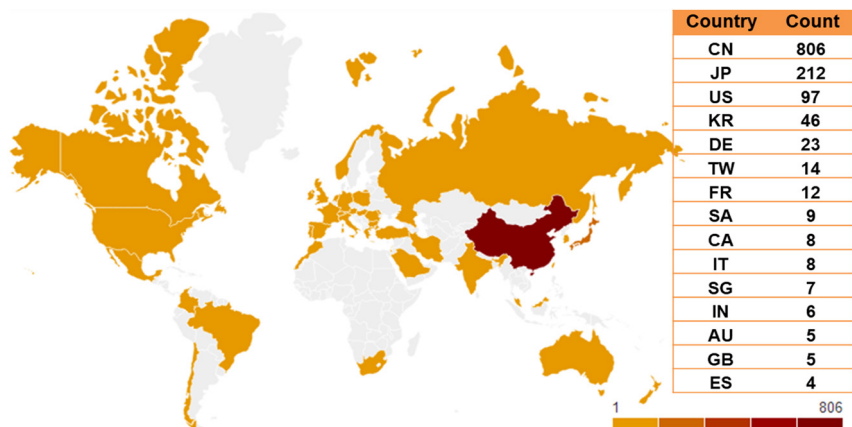 Country Count
CN 806
JP 212
US 97
KR 46
DE 23
TW 14
FR 12
SA 9
CA 8
IT 8
SG 7
IN 6
AU 5
GB 5
ES 4
1 806